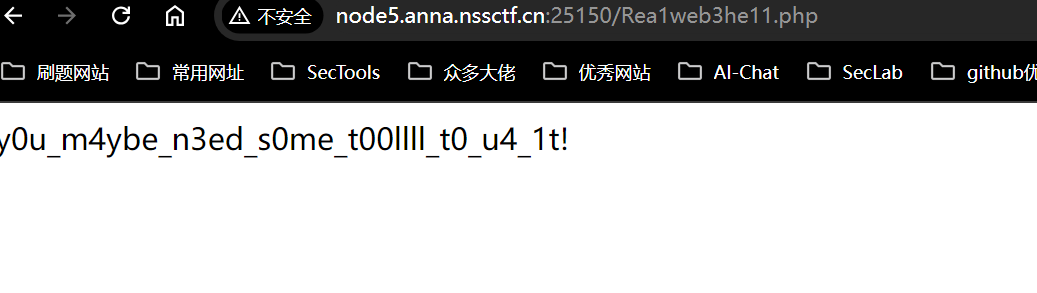 不安全 node5.anna.nssctf.cn:25150/Rea1web3he11.php
刷题网站 常用网址 SecTools 众多大佬 优秀网站 AI-Chat SecLab github优
y0u_m4ybe_n3ed_s0me_t00llll_t0_u4_1t!